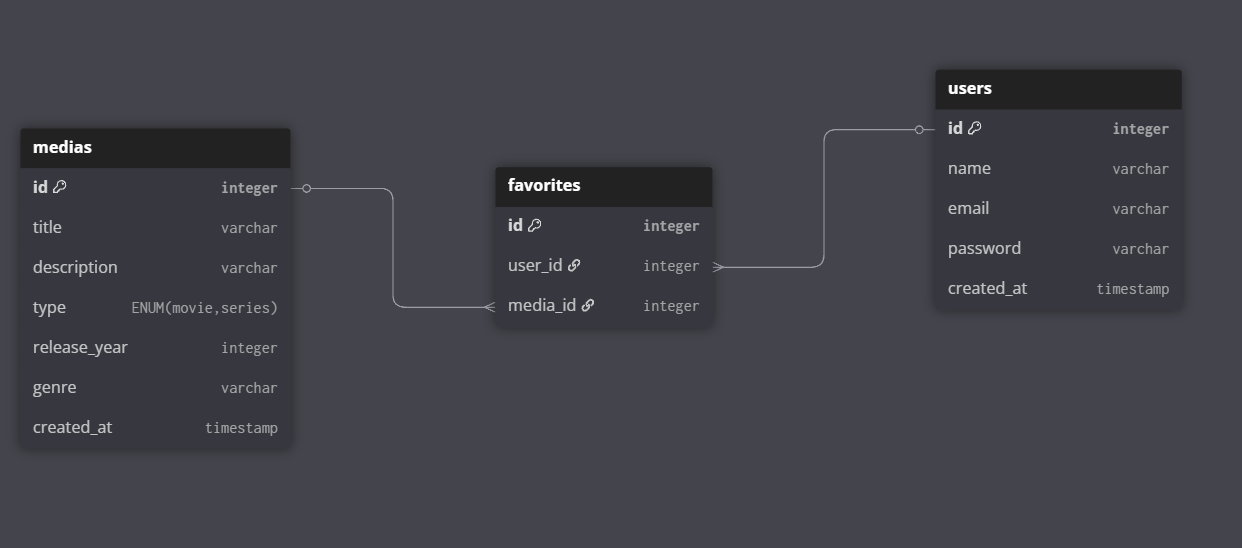 medias
id integer
title varchar
description varchar
type ENUM(movie,series)
release_year integer
genre varchar
created_at timestamp
favorites
id integer
user_id integer
media_id integer
users
id integer
name varchar
email varchar
password varchar
created_at timestamp